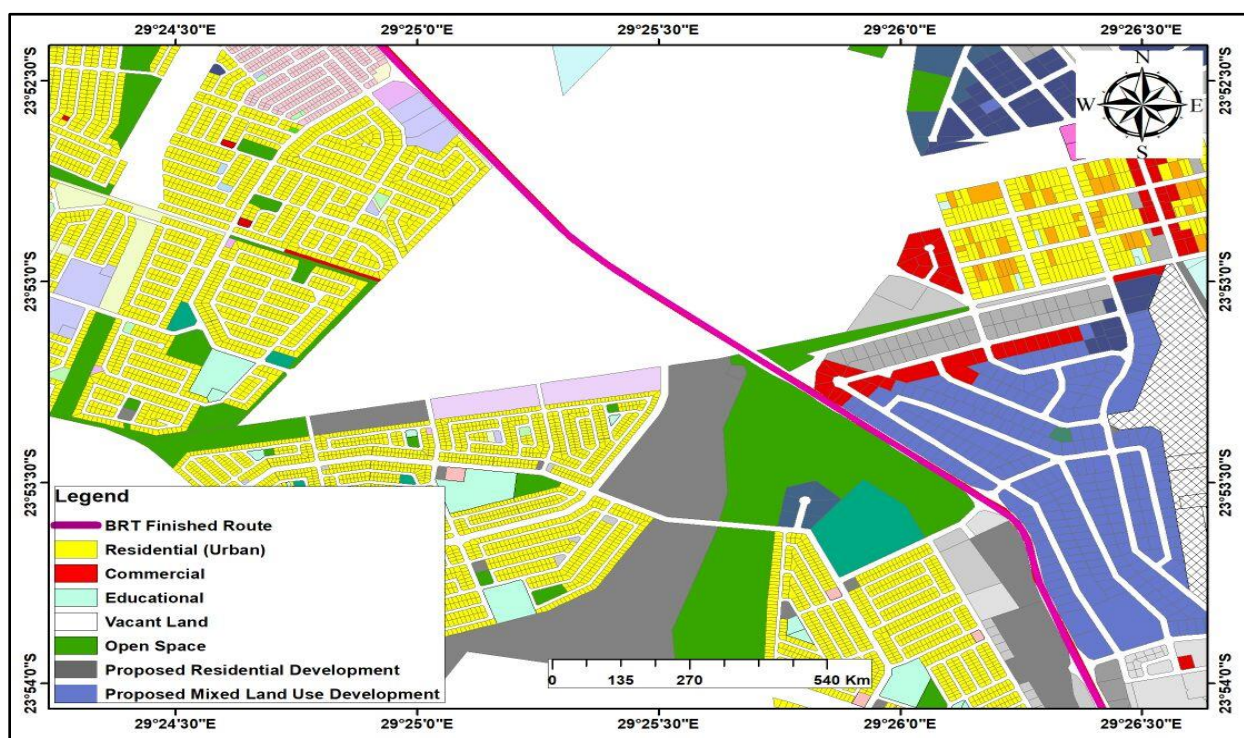 29°24'30"E 29°25'0"E 29°25'30"E 29°26'0"E 29°26'30"E
23°52'30"S 23°52'30"S
N
W E
S
23°53'0"S 23°53'0"S
23°53'30"S 23°53'30"S
Legend
BRT Finished Route
Residential (Urban)
Commercial
Educational
Vacant Land
Open Space
Proposed Residential Development
Proposed Mixed Land Use Development
0 135 270 540 Km
23°54'0"S 23°54'0"S
29°24'30"E 29°25'0"E 29°25'30"E 29°26'0"E 29°26'30"E